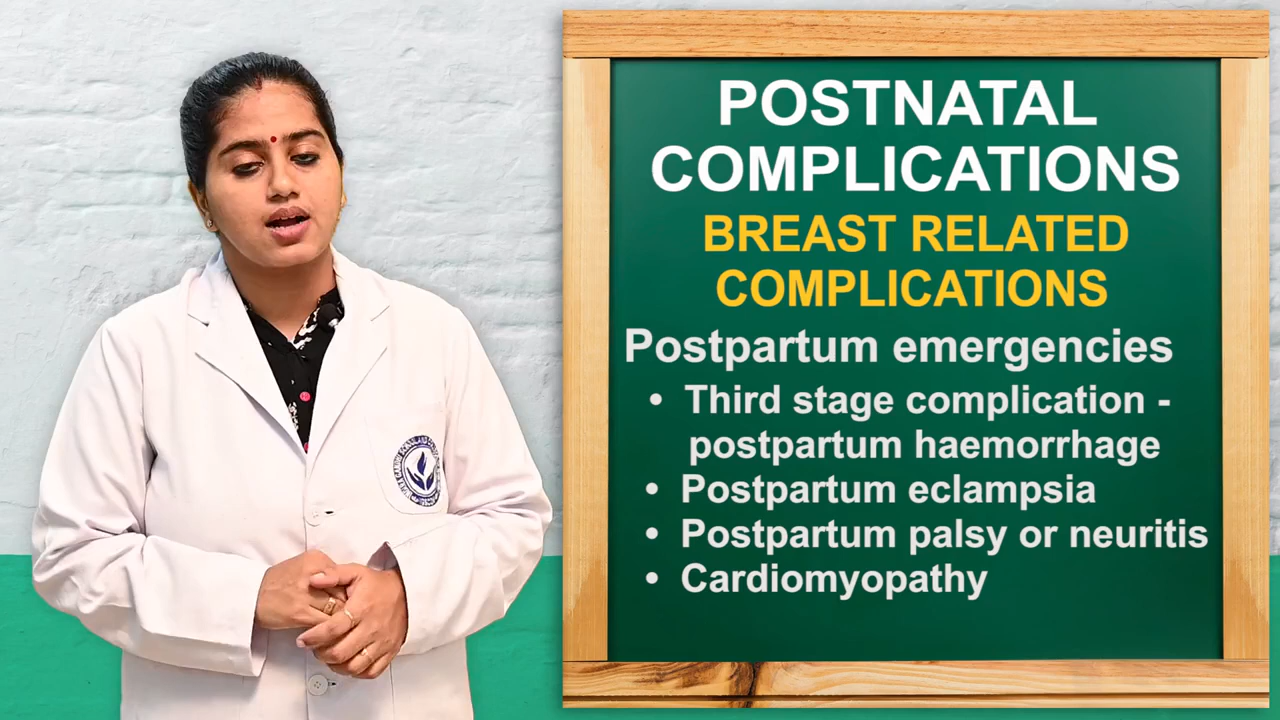 POSTNATAL
COMPLICATIONS
BREAST RELATED
COMPLICATIONS
Postpartum emergencies
• Third stage complication -
postpartum haemorrhage
• Postpartum eclampsia
• Postpartum palsy or neuritis
• Cardiomyopathy